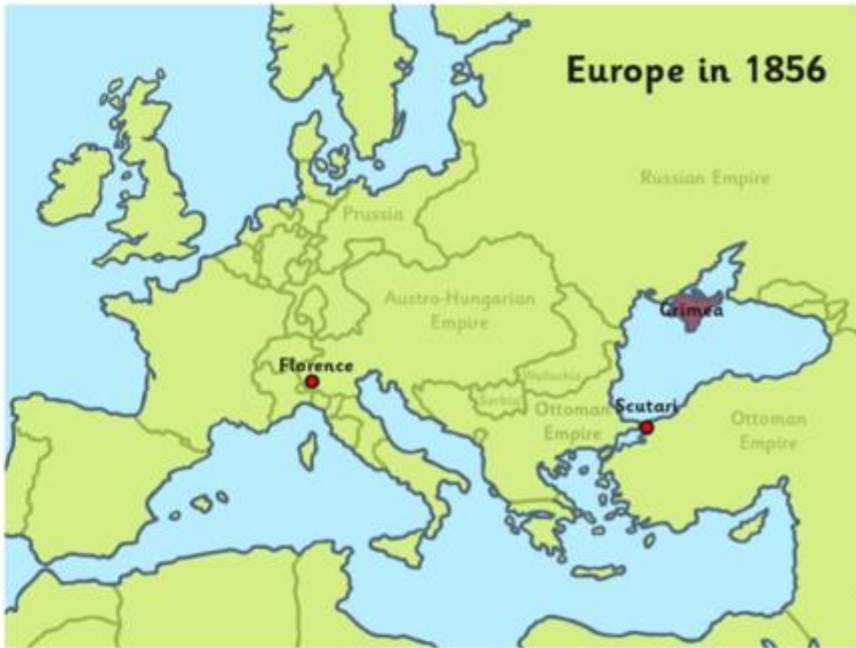 Europe in 1856
Russian Empire
Prussia
Austro-Hungarian
Empire
Crimea
Florence
Wallachia
Serbia
Ottoman
Empire
Scutari
Ottoman
Empire